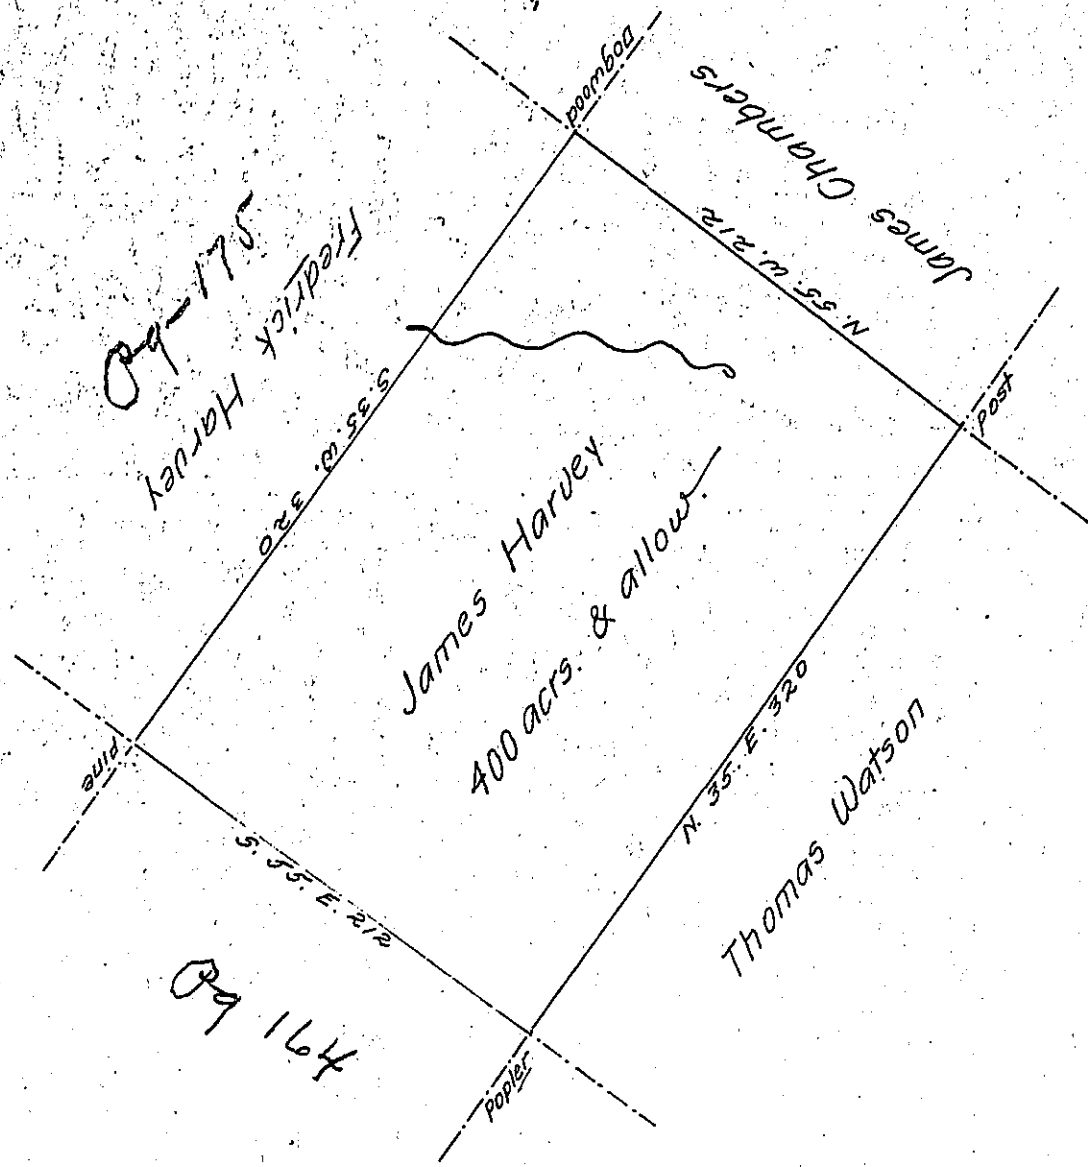 Dogwood
James Chambers
N. 55 W. 212
Pg-175
Fredrick
Harvey
S. 35. W.
320
Post
James Harvey
400 acrs. & allow.
Pine
S. 55. E. 212
N. 35. E. 320
Thomas Watson
Pg 164
Popler